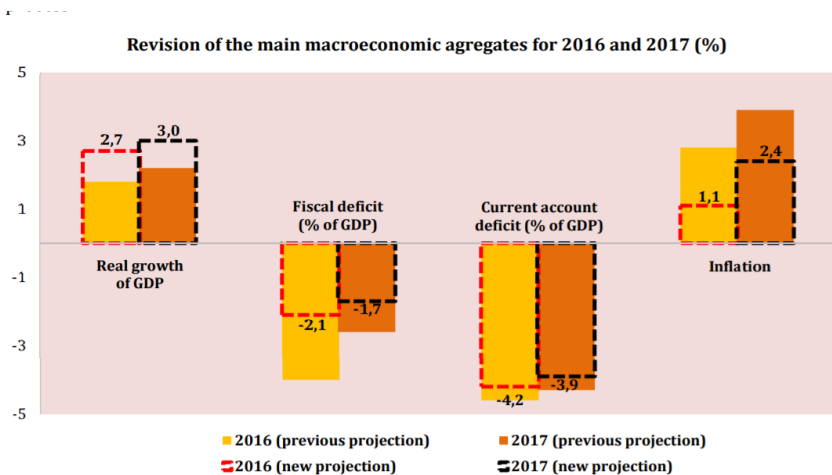 Revision of the main macroeconomic agregates for 2016 and 2017 (%)
5
3
1
-1
-3
-5
2,7
3,0
Real growth
of GDP
Fiscal deficit
(% of GDP)
-2,1
-1,7
Current account
deficit (% of GDP)
-4,2
-3,9
1,1
2,4
Inflation
2016 (previous projection)
2017 (previous projection)
2016 (new projection)
2017 (new projection)